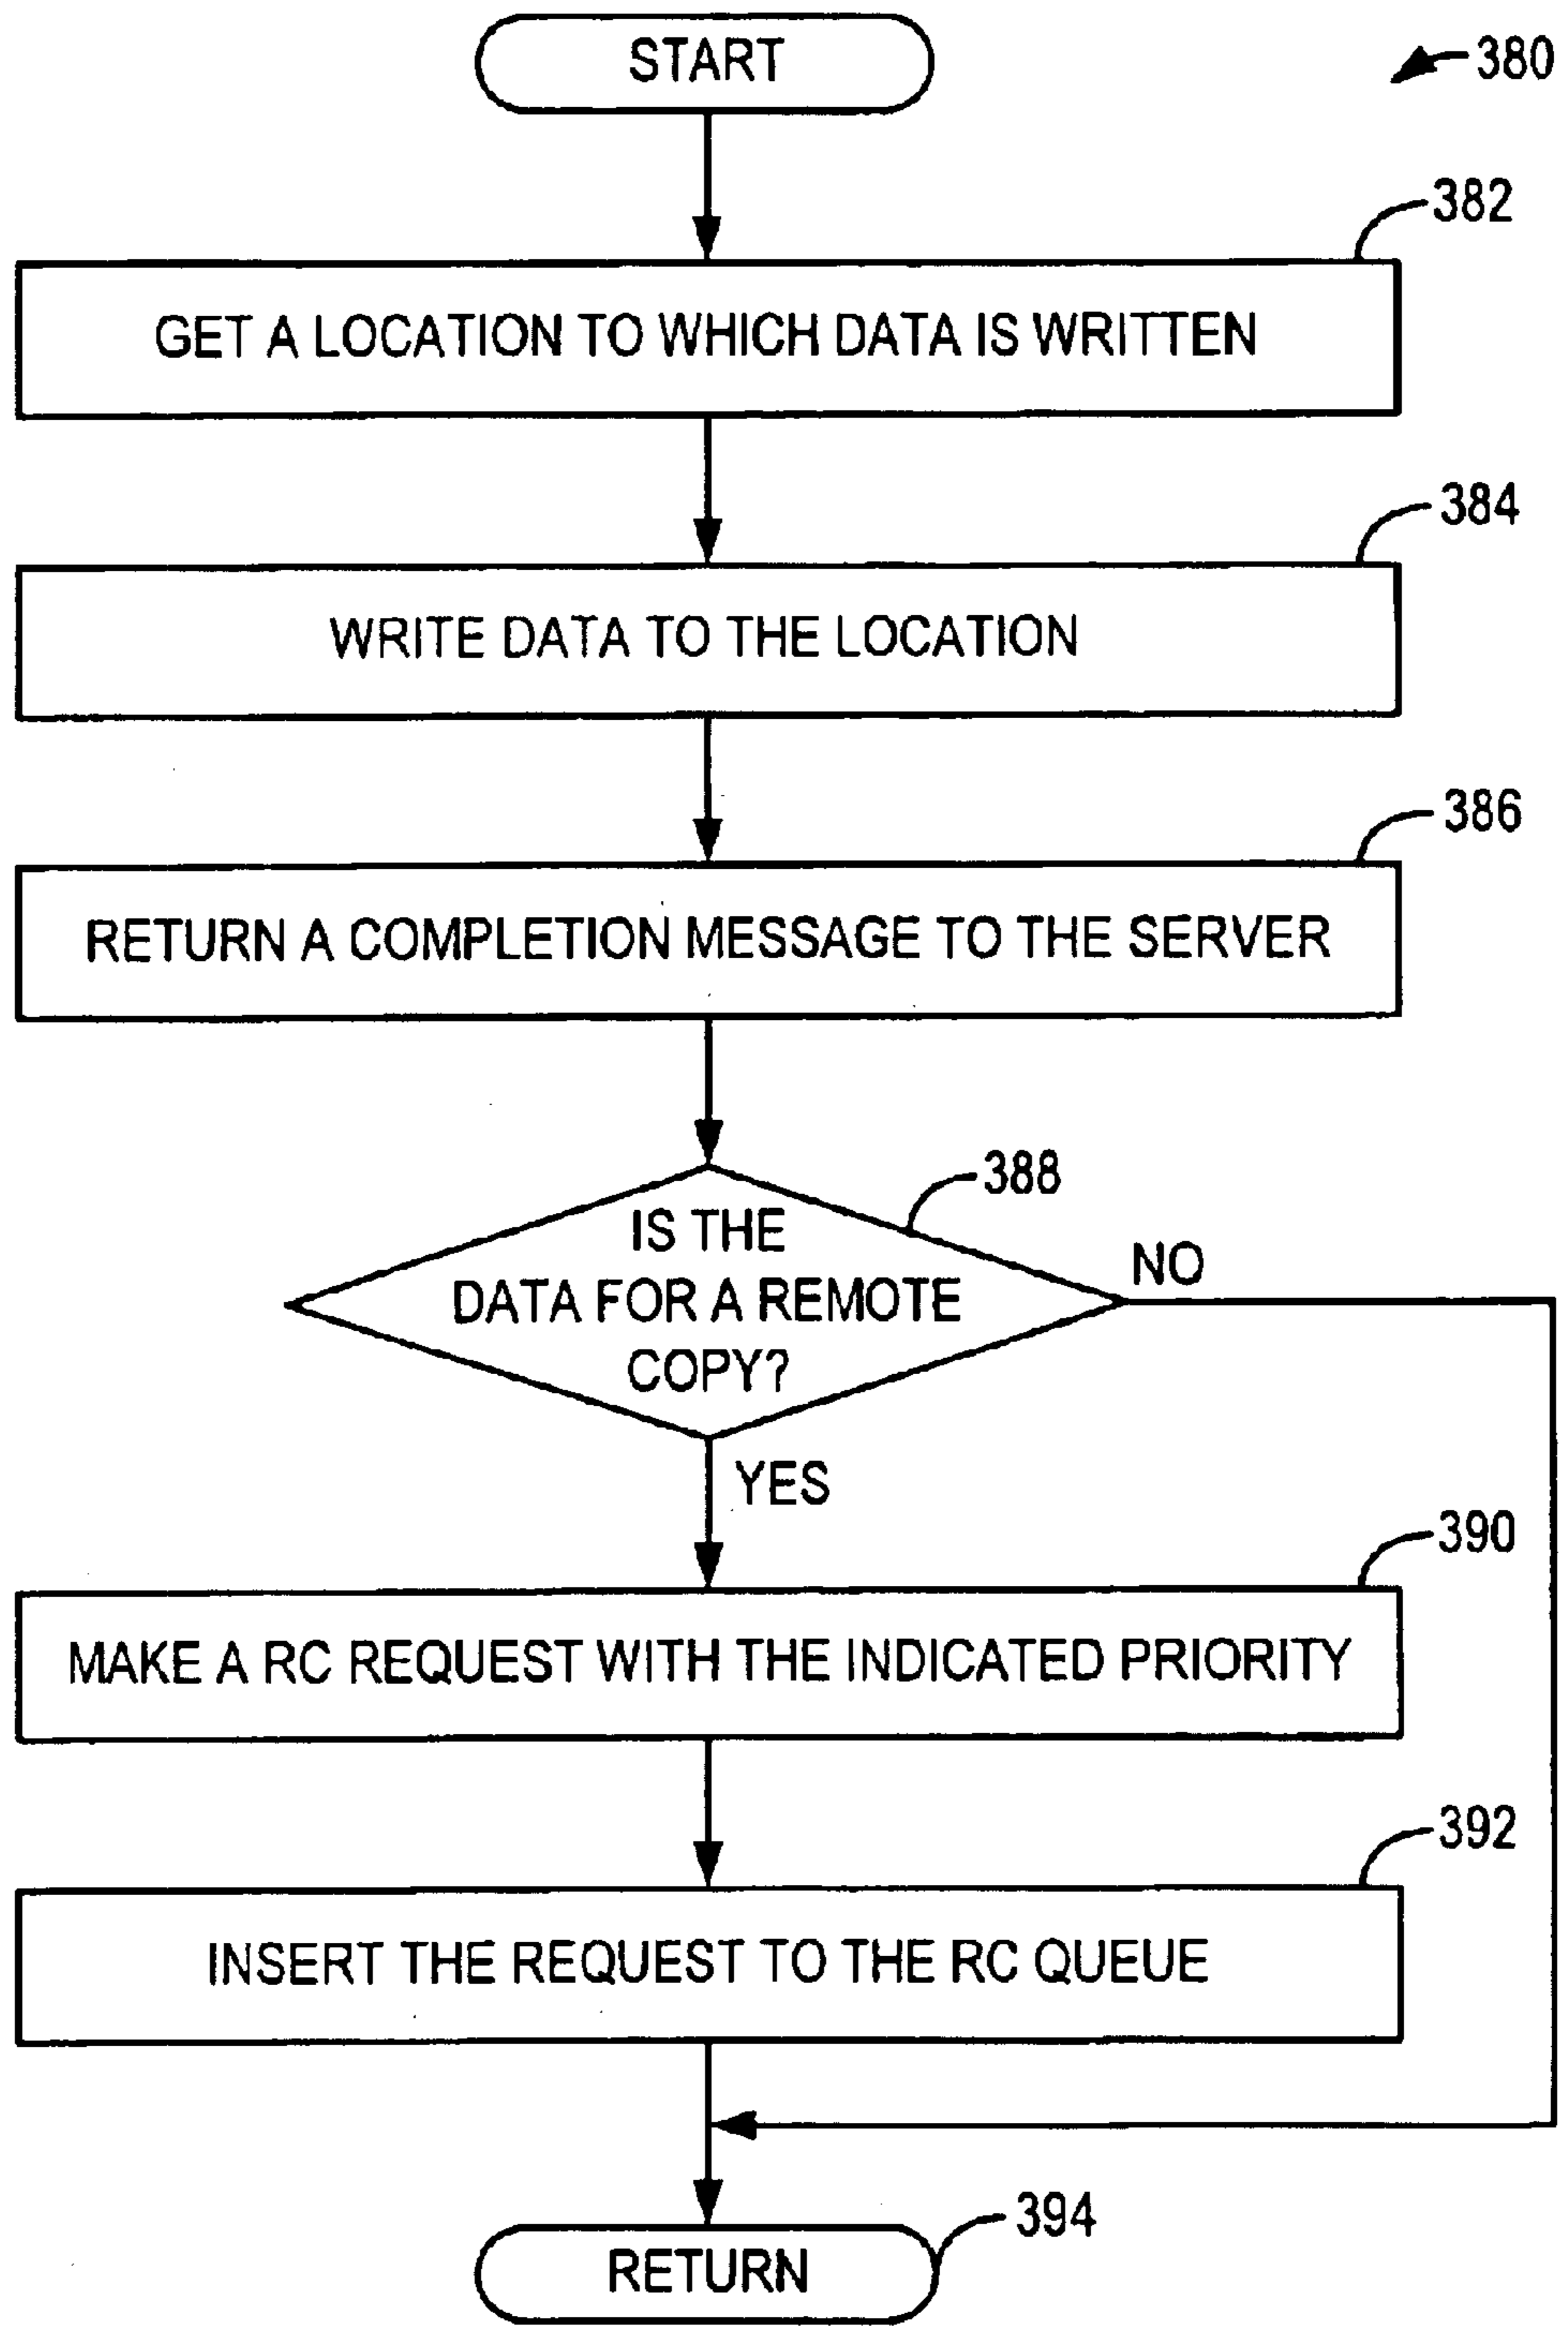 START
380
382
GET A LOCATION TO WHICH DATA IS WRITTEN
384
WRITE DATA TO THE LOCATION
386
RETURN A COMPLETION MESSAGE TO THE SERVER
388
IS THE
DATA FOR A REMOTE
COPY?
NO
YES
390
MAKE A RC REQUEST WITH THE INDICATED PRIORITY
392
INSERT THE REQUEST TO THE RC QUEUE
394
RETURN